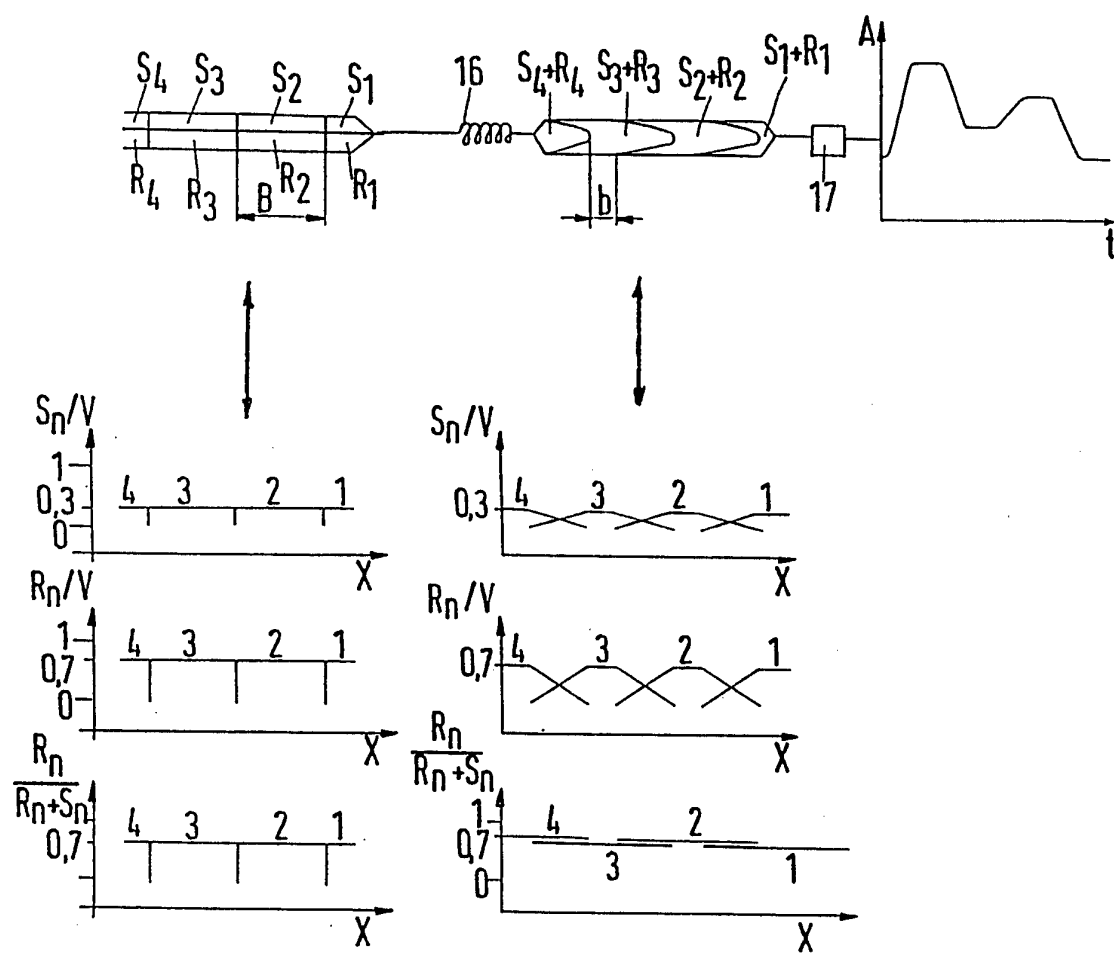 S4 S3 S2 S1 16 S4+R4 S3+R3 S2+R2 S1+R1 A
R4 R3 B R2 R1 b 17 t
Sn/V
1
0,3
0
4 3 2 1
X
Sn/V
0,3
4 3 2 1
X
Rn/V
1
0,7
0
4 3 2 1
X
Rn/V
0,7
4 3 2 1
X
Rn
Rn+Sn
0,7
4 3 2 1
X
Rn
Rn+Sn
1
0,7
0
4 2
3 1
X